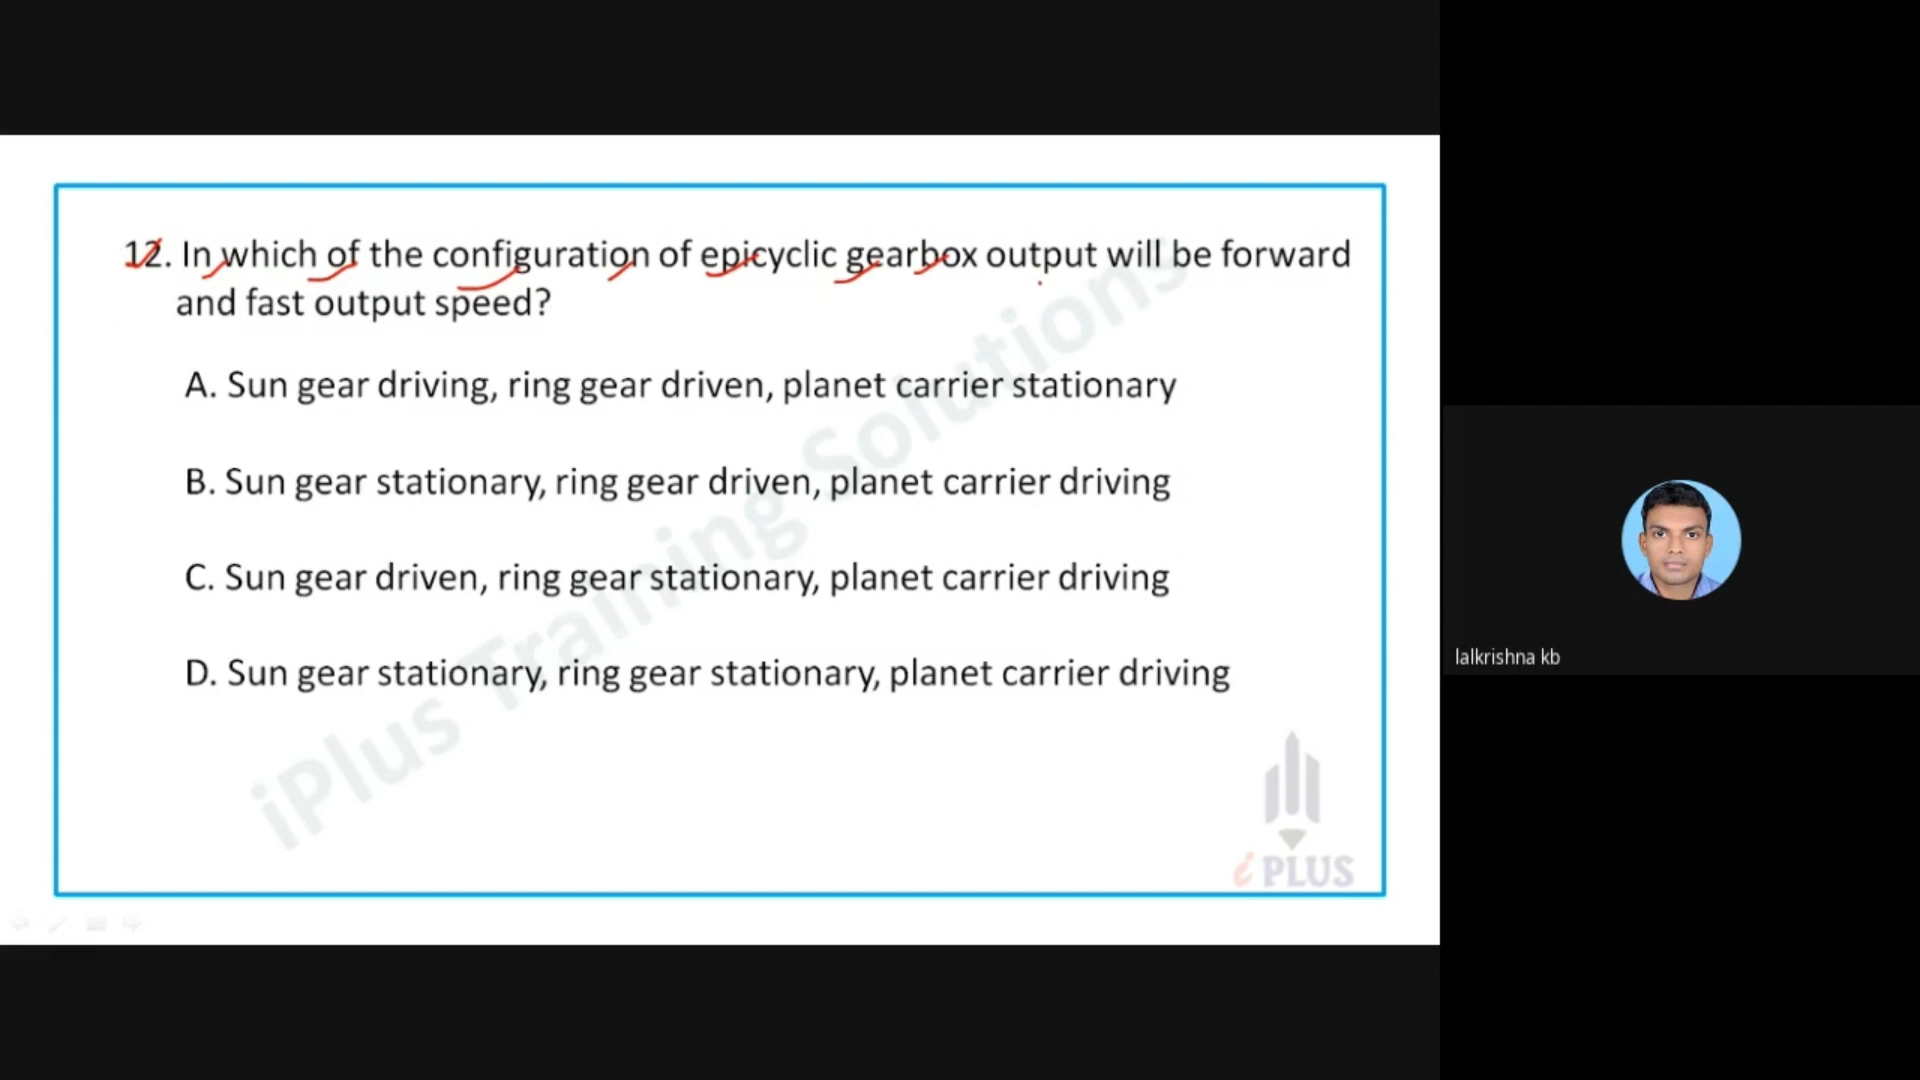 12. In which of the configuration of epicyclic gearbox output will be forward
and fast output speed?
A. Sun gear driving, ring gear driven, planet carrier stationary
B. Sun gear stationary, ring gear driven, planet carrier driving
C. Sun gear driven, ring gear stationary, planet carrier driving
D. Sun gear stationary, ring gear stationary, planet carrier driving
iPlus Training Solutions
iPLUS
lalkrishna kb